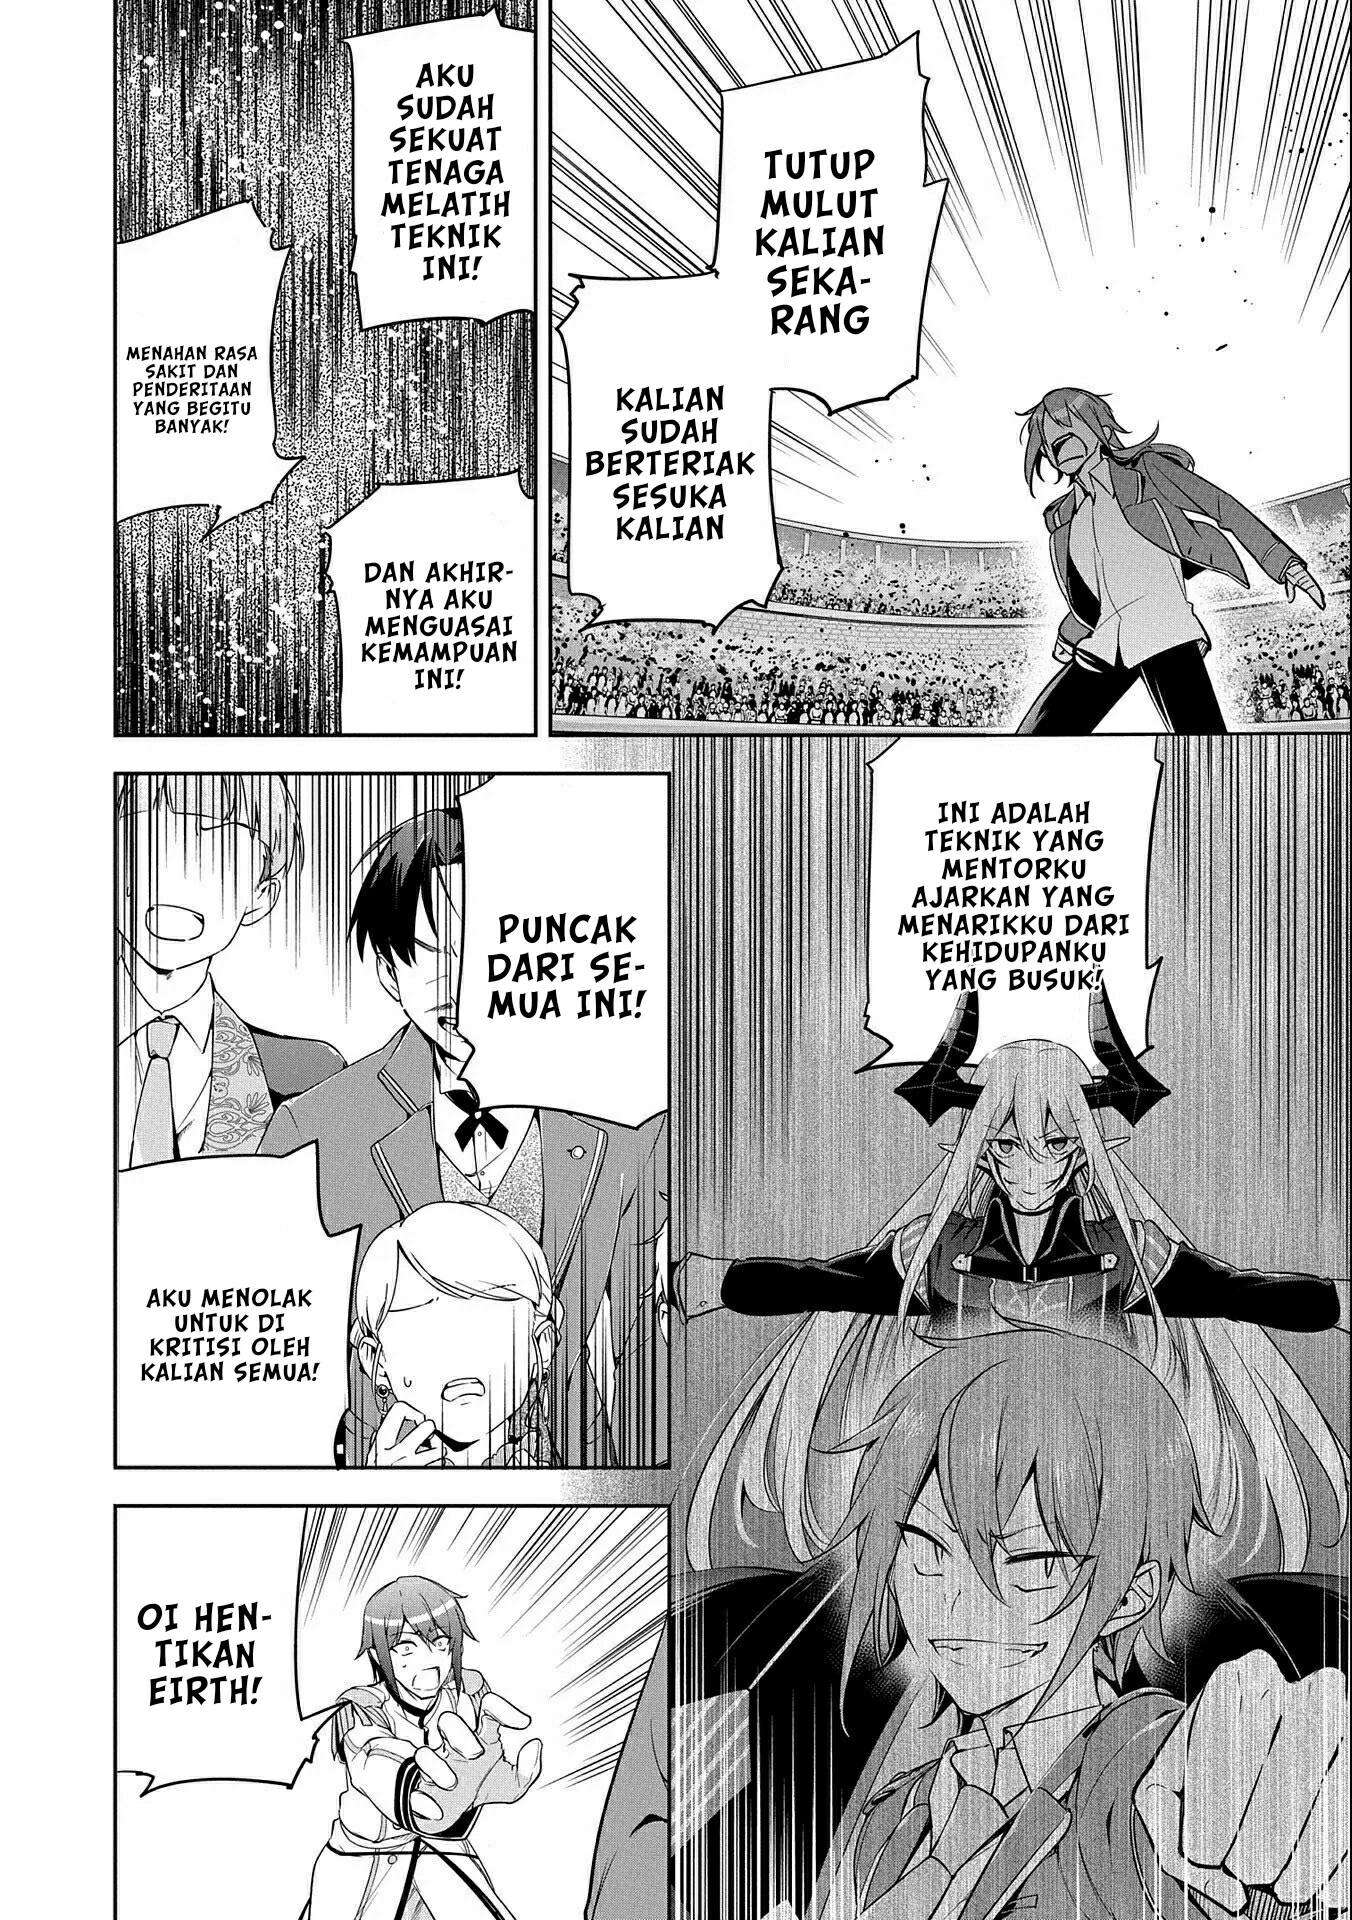 TUTUP
MULUT
KALIAN
SEKA-
RANG
KALIAN
SUDAH
BERTERIAK
SESUKA
KALIAN
AKU
SUDAH
SEKUAT
TENAGA
MELATIH
TEKNIK
INI!
MENAHAN RASA
SAKIT DAN
PENDERITAAN
YANG BEGITU
BANYAK!
DAN AKHIR-
NYA AKU
MENGUASAI
KEMAMPUAN
INI!
INI ADALAH
TEKNIK YANG
MENTORKU
AJARKAN YANG
MENARIKKU DARI
KEHIDUPANKU
YANG BUSUK!
PUNCAK
DARI SE-
MUA INI!
AKU MENOLAK
UNTUK DI
KRITISI OLEH
KALIAN SEMUA!
OI HEN-
TIKAN
EIRTH!